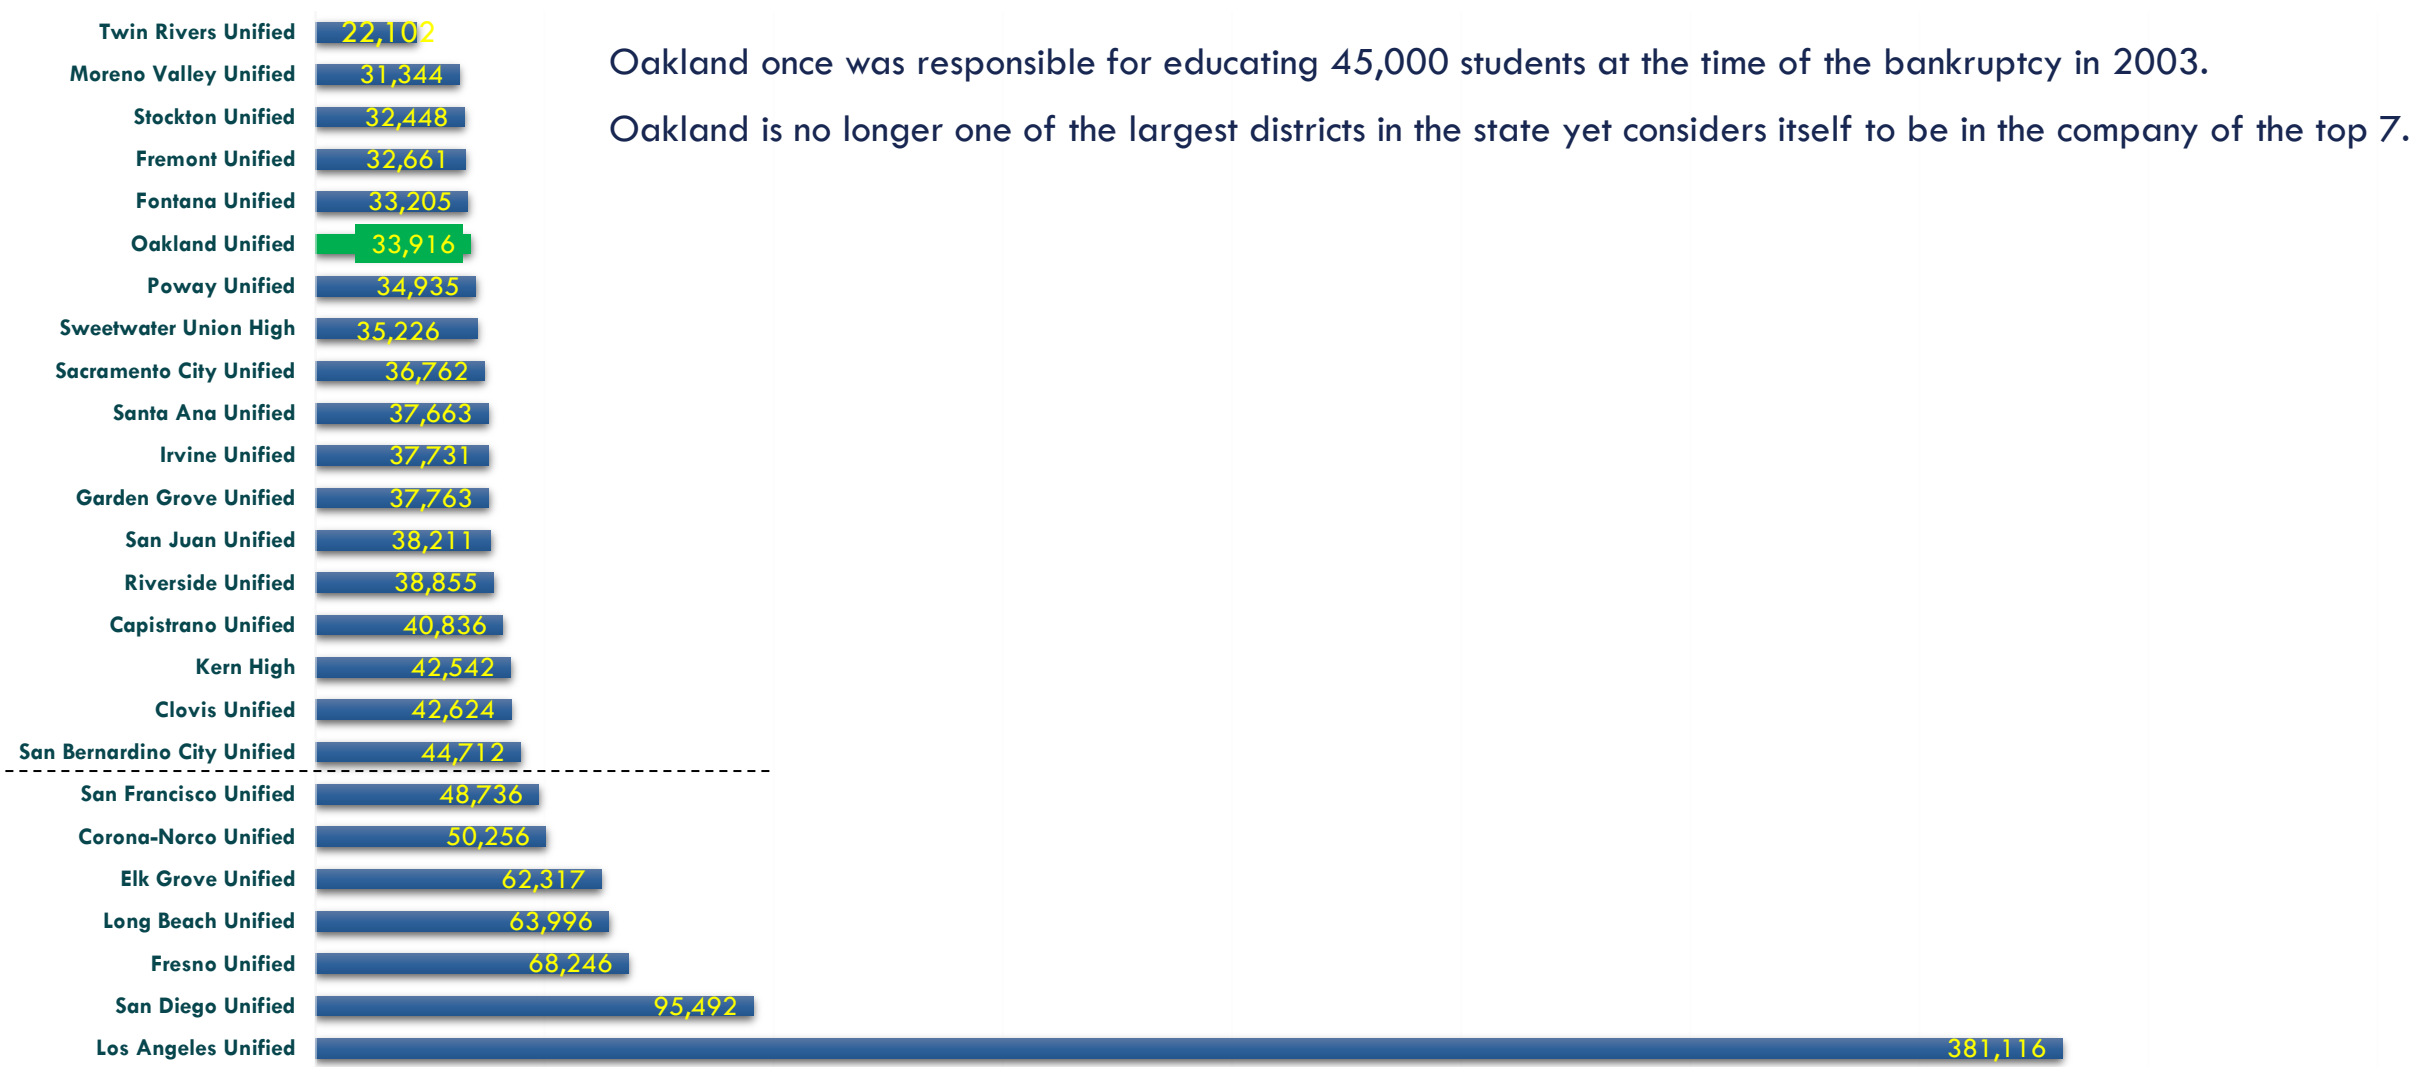 Twin Rivers Unified 22,102
Oakland once was responsible for educating 45,000 students at the time of the bankruptcy in 2003.
Moreno Valley Unified 31,344
Stockton Unified 32,448
Oakland is no longer one of the largest districts in the state yet considers itself to be in the company of the top 7.
Fremont Unified 32,661
Fontana Unified 33,205
Oakland Unified 33,916
Poway Unified 34,935
Sweetwater Union High 35,226
Sacramento City Unified 36,762
Santa Ana Unified 37,663
Irvine Unified 37,731
Garden Grove Unified 37,763
San Juan Unified 38,211
Riverside Unified 38,855
Capistrano Unified 40,836
Kern High 42,542
Clovis Unified 42,624
San Bernardino City Unified 44,712
San Francisco Unified 48,736
Corona-Norco Unified 50,256
Elk Grove Unified 62,317
Long Beach Unified 63,996
Fresno Unified 68,246
San Diego Unified 95,492
Los Angeles Unified 381,116